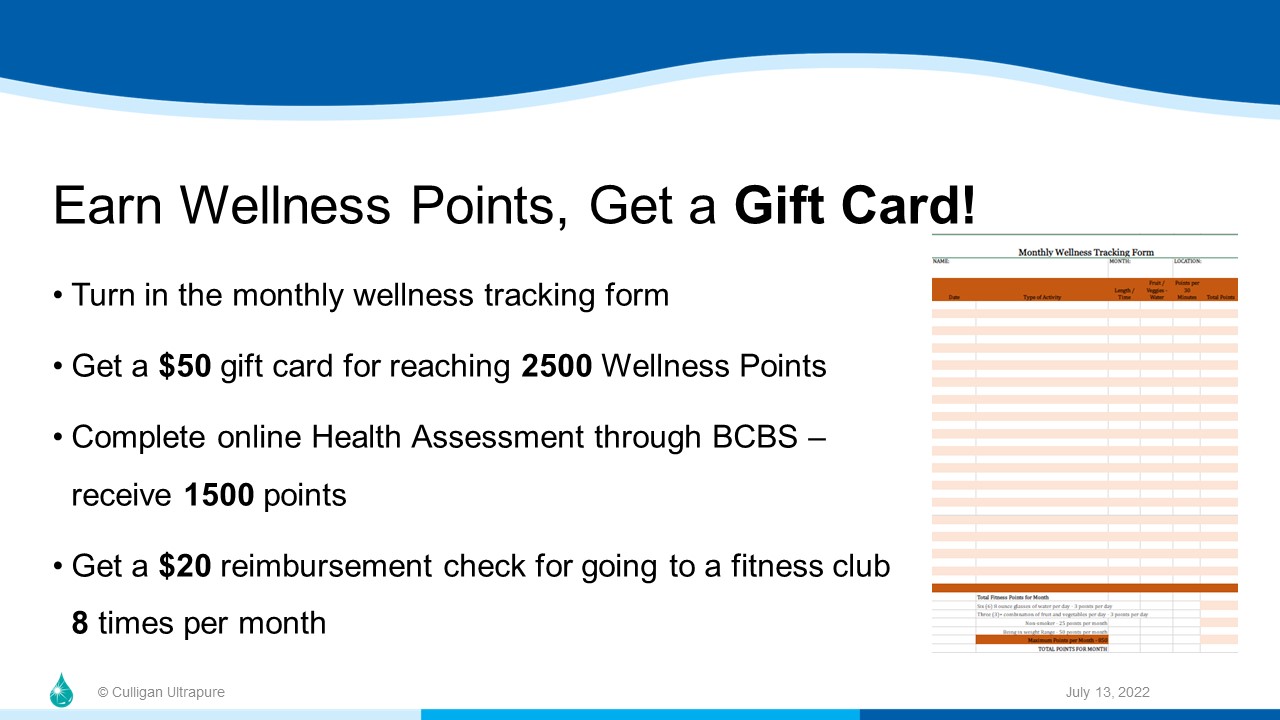 Earn Wellness Points, Get a Gift Card!
• Turn in the monthly wellness tracking form
• Get a $50 gift card for reaching 2500 Wellness Points
• Complete online Health Assessment through BCBS –
receive 1500 points
• Get a $20 reimbursement check for going to a fitness club
8 times per month
Monthly Wellness Tracking Form
NAME: MONTH: LOCATION:
Date Type of Activity Length / Time Fruit / Veggies - Water Points per 30 Minutes Total Points
Total Fitness Points for Month
Six (6) 8 ounce glasses of water per day - 3 points per day
Three (3)+ combination of fruit and vegetables per day - 3 points per day
Non smoker - 25 points per month
Being in weight Range - 50 points per month
Maximum Points per Month - 850
TOTAL POINTS FOR MONTH
© Culligan Ultrapure
July 13, 2022